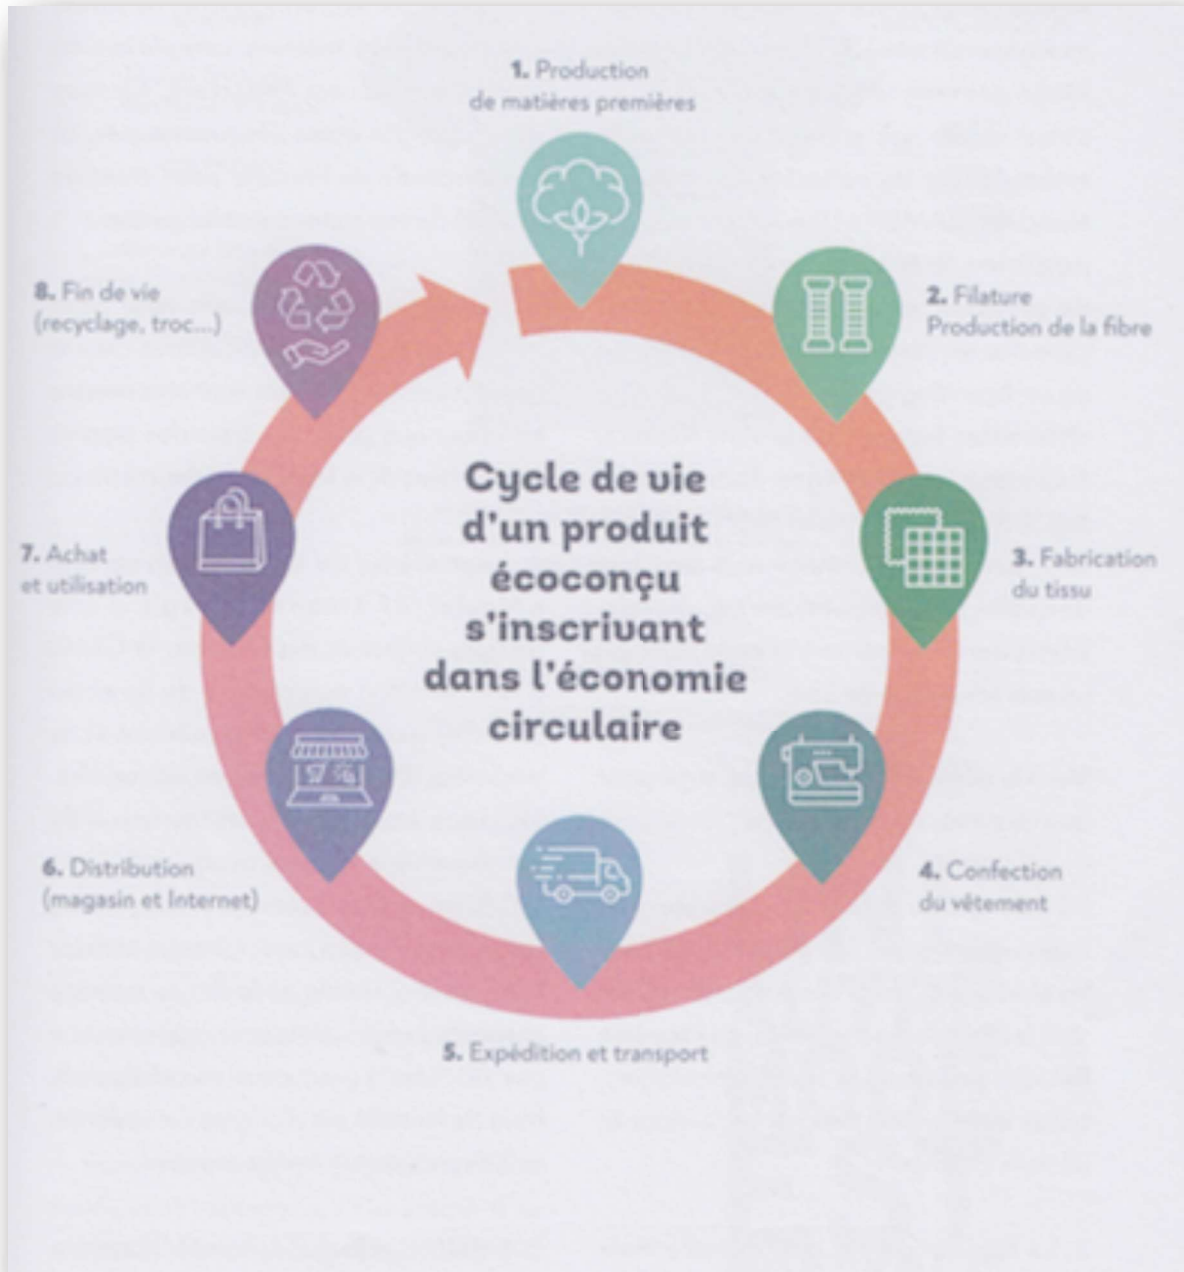 1. Production
de matières premières
2. Filature
Production de la fibre
3. Fabrication
du tissu
4. Confection
du vêtement
5. Expédition et transport
6. Distribution
(magasin et Internet)
7. Achat
et utilisation
8. Fin de vie
(recyclage, troc...)
Cycle de vie
d'un produit
écoconçu
s'inscrivant
dans l'économie
circulaire